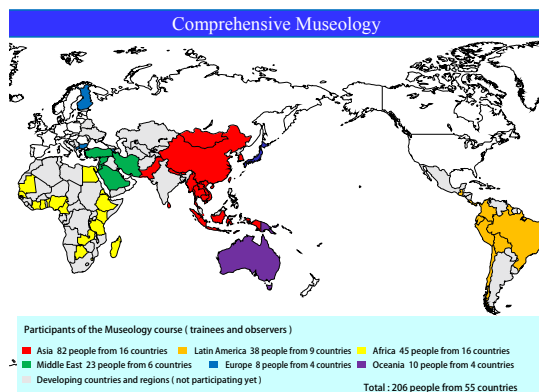 Comprehensive Museology
Participants of the Museology course ( trainees and observers )
Asia 82 people from 16 countries Latin America 38 people from 9 countries Africa 45 people from 16 countries
Middle East 23 people from 6 countries Europe 8 people from 4 countries Oceania 10 people from 4 countries
Developing countries and regions ( not participating yet )
Total : 206 people from 55 countries